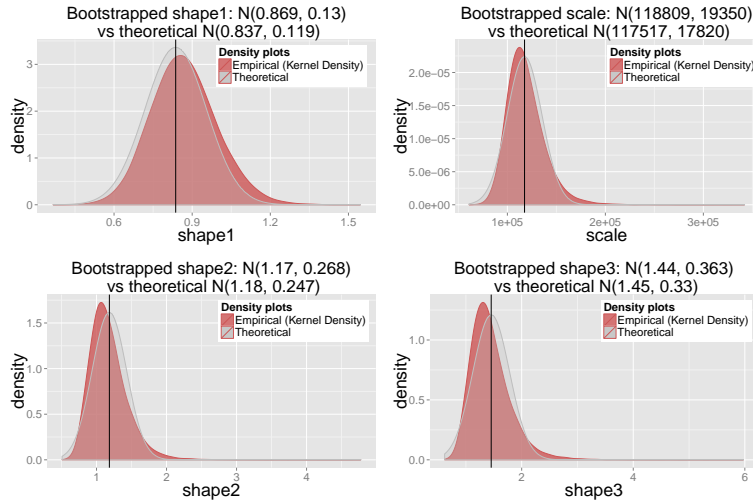 Bootstrapped shape1: N(0.869, 0.13)
vs theoretical N(0.837, 0.119)
Density plots
Empirical (Kernel Density)
Theoretical
density
3
2
1
0
0.6
0.9
1.2
1.5
shape1
Bootstrapped scale: N(118809, 19350)
vs theoretical N(117517, 17820)
Density plots
Empirical (Kernel Density)
Theoretical
density
2.0e−05
1.5e−05
1.0e−05
5.0e−06
0.0e+00
1e+05
2e+05
3e+05
scale
Bootstrapped shape2: N(1.17, 0.268)
vs theoretical N(1.18, 0.247)
Density plots
Empirical (Kernel Density)
Theoretical
density
1.5
1.0
0.5
0.0
1
2
3
4
shape2
Bootstrapped shape3: N(1.44, 0.363)
vs theoretical N(1.45, 0.33)
Density plots
Empirical (Kernel Density)
Theoretical
density
1.0
0.5
0.0
2
4
6
shape3